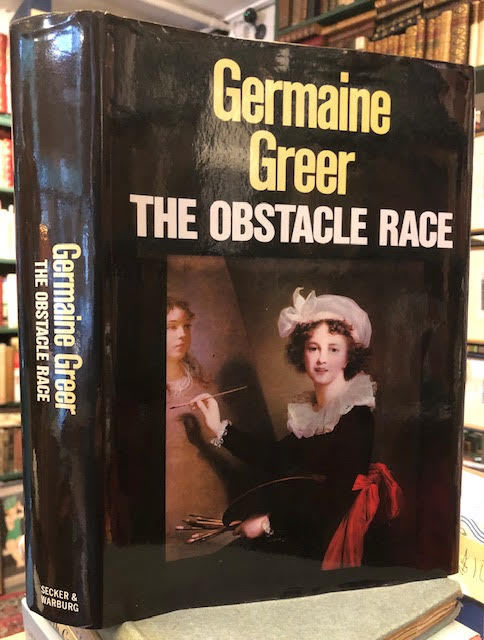 Germaine
Greer
THE OBSTACLE RACE
Germaine Greer
THE OBSTACLE RACE
SECKER &
WARBURG